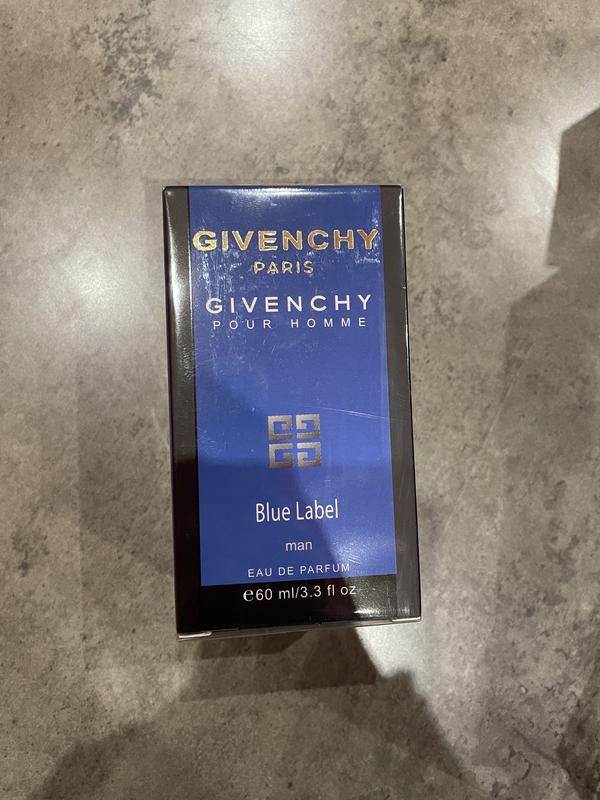 GIVENCHY
PARIS
GIVENCHY
POUR HOMME
Blue Label
man
EAU DE PARFUM
℮60 ml/3.3 fl oz